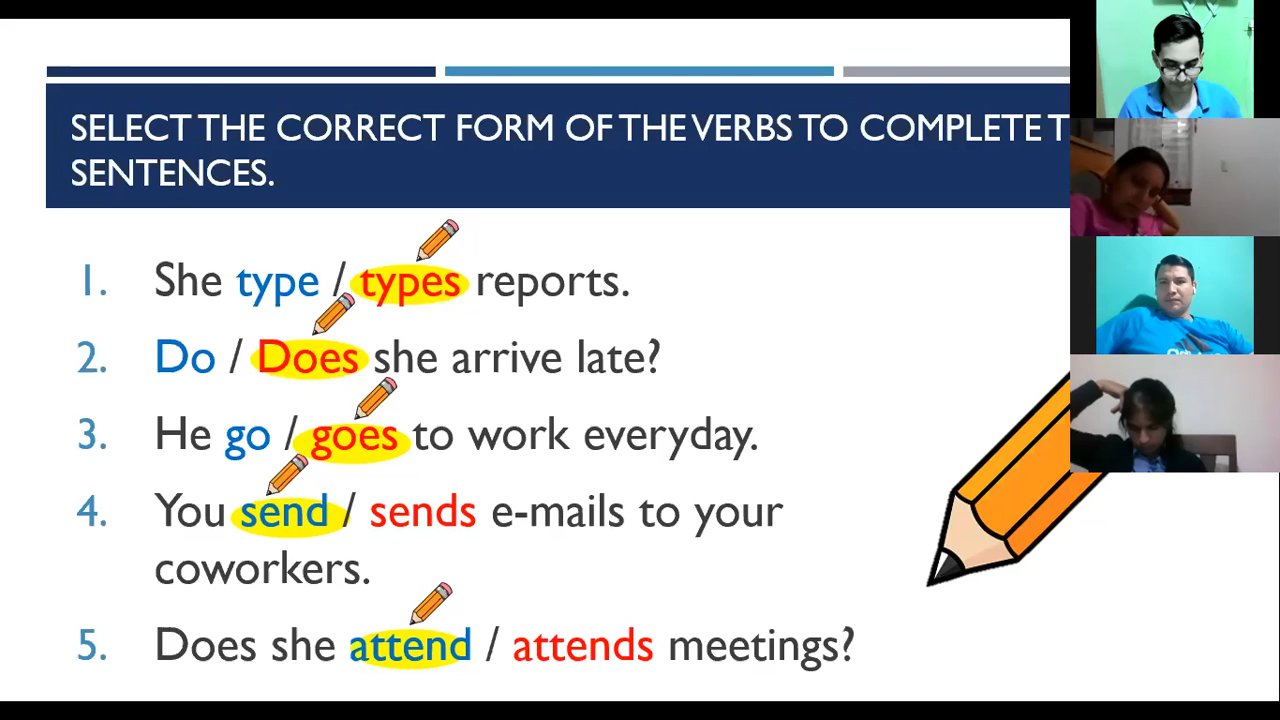 SELECT THE CORRECT FORM OF THE VERBS TO COMPLETE T
SENTENCES.
1. She type / types reports.
2. Do / Does she arrive late?
3. He go / goes to work everyday.
4. You send / sends e-mails to your
coworkers.
5. Does she attend / attends meetings?